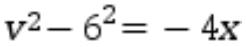 v² − 6² = − 4x